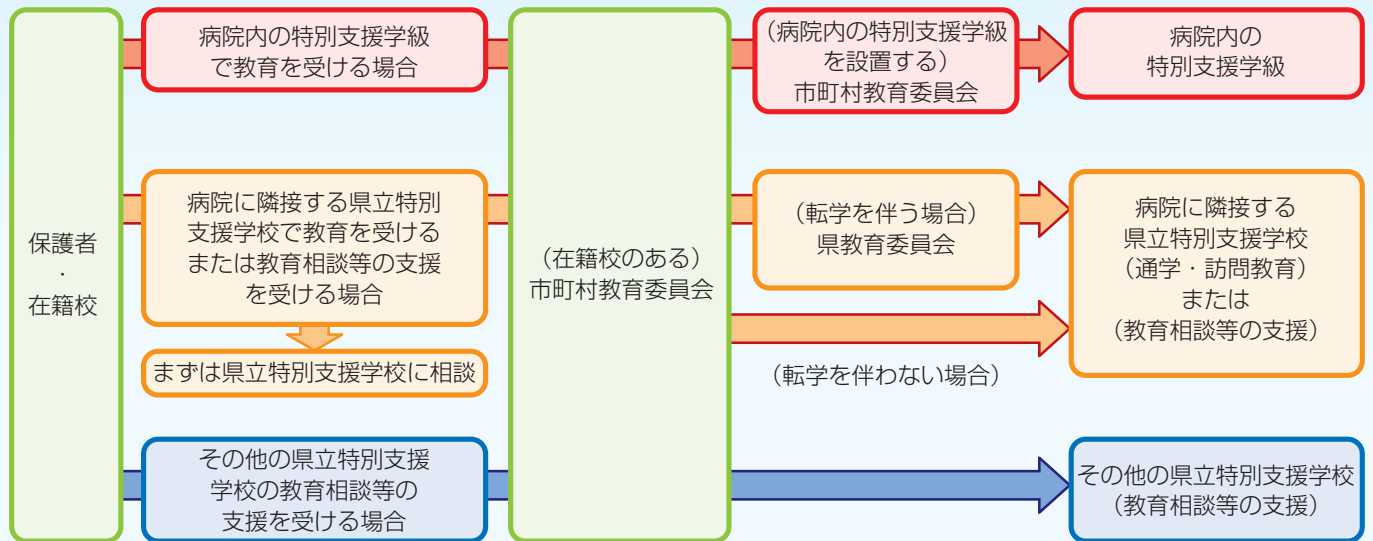 保護者
・
在籍校
病院内の特別支援学級
で教育を受ける場合
病院に隣接する県立特別
支援学校で教育を受ける
または教育相談等の支援
を受ける場合
まずは県立特別支援学校に相談
その他の県立特別支援
学校の教育相談等の
支援を受ける場合
（在籍校のある）
市町村教育委員会
（病院内の特別支援学級
を設置する）
市町村教育委員会
（転学を伴う場合）
県教育委員会
（転学を伴わない場合）
病院内の
特別支援学級
病院に隣接する
県立特別支援学校
（通学・訪問教育）
または
（教育相談等の支援）
その他の県立特別支援学校
（教育相談等の支援）